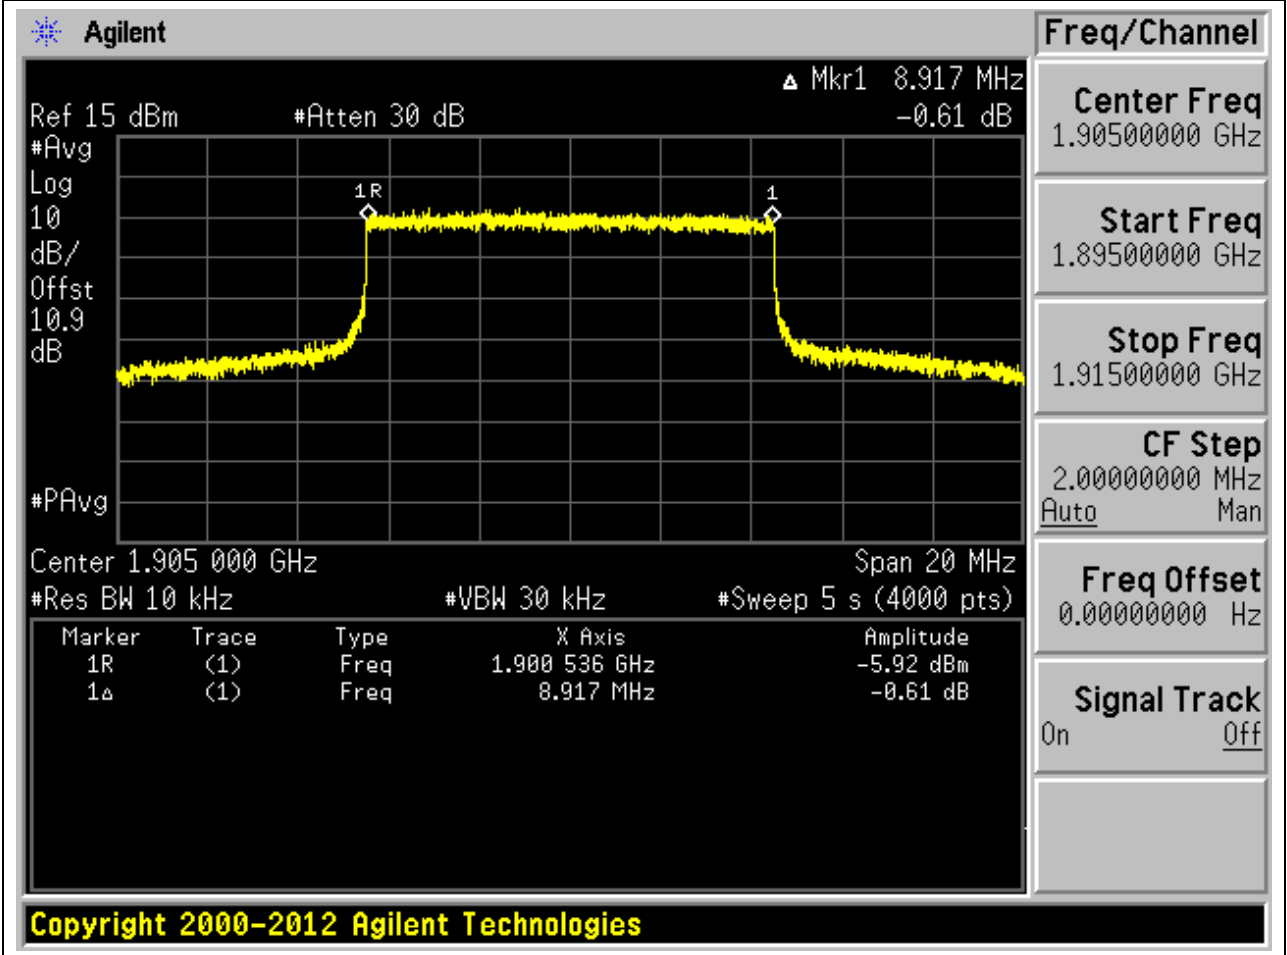 Agilent
Freq/Channel
Δ Mkr1 8.917 MHz
Ref 15 dBm #Atten 30 dB -0.61 dB
#Avg
Log
10
dB/
Offst
10.9
dB
1R
1
#PAvg
Center 1.905 000 GHz Span 20 MHz
#Res BW 10 kHz #VBW 30 kHz #Sweep 5 s (4000 pts)
Marker Trace Type X Axis Amplitude
1R (1) Freq 1.900 536 GHz -5.92 dBm
1Δ (1) Freq 8.917 MHz -0.61 dB
Center Freq
1.90500000 GHz
Start Freq
1.89500000 GHz
Stop Freq
1.91500000 GHz
CF Step
2.00000000 MHz
Auto Man
Freq Offset
0.00000000 Hz
Signal Track
On Off
Copyright 2000-2012 Agilent Technologies